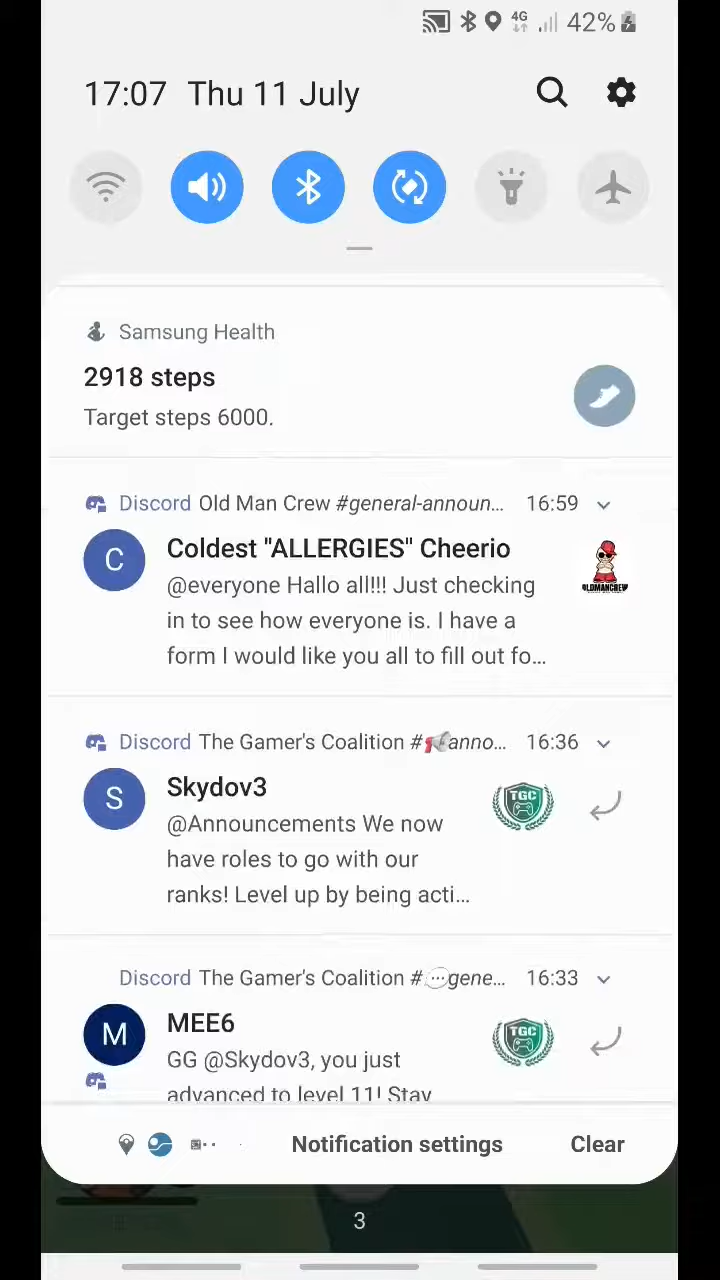 4G 42%
17:07 Thu 11 July
Samsung Health
2918 steps
Target steps 6000.
Discord Old Man Crew #general-announ... 16:59
C
Coldest "ALLERGIES" Cheerio
@everyone Hallo all!!! Just checking
in to see how everyone is. I have a
form I would like you all to fill out fo...
OLDMANCREW
Discord The Gamer's Coalition #📢anno... 16:36
S
Skydov3
TGC
@Announcements We now
have roles to go with our
ranks! Level up by being acti...
Discord The Gamer's Coalition #💬gene... 16:33
M
MEE6
TGC
GG @Skydov3, you just
advanced to level 11! Stay
Notification settings Clear
3